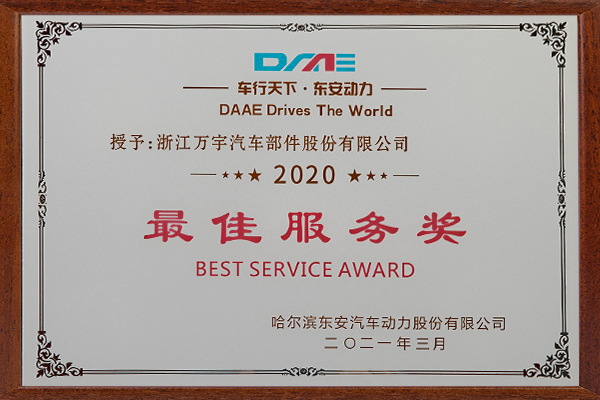 DAAE
车行天下·东安动力
DAAE Drives The World
授予:浙江万宇汽车部件股份有限公司
2020
最佳服务奖
BEST SERVICE AWARD
哈尔滨东安汽车动力股份有限公司
二〇二一年三月